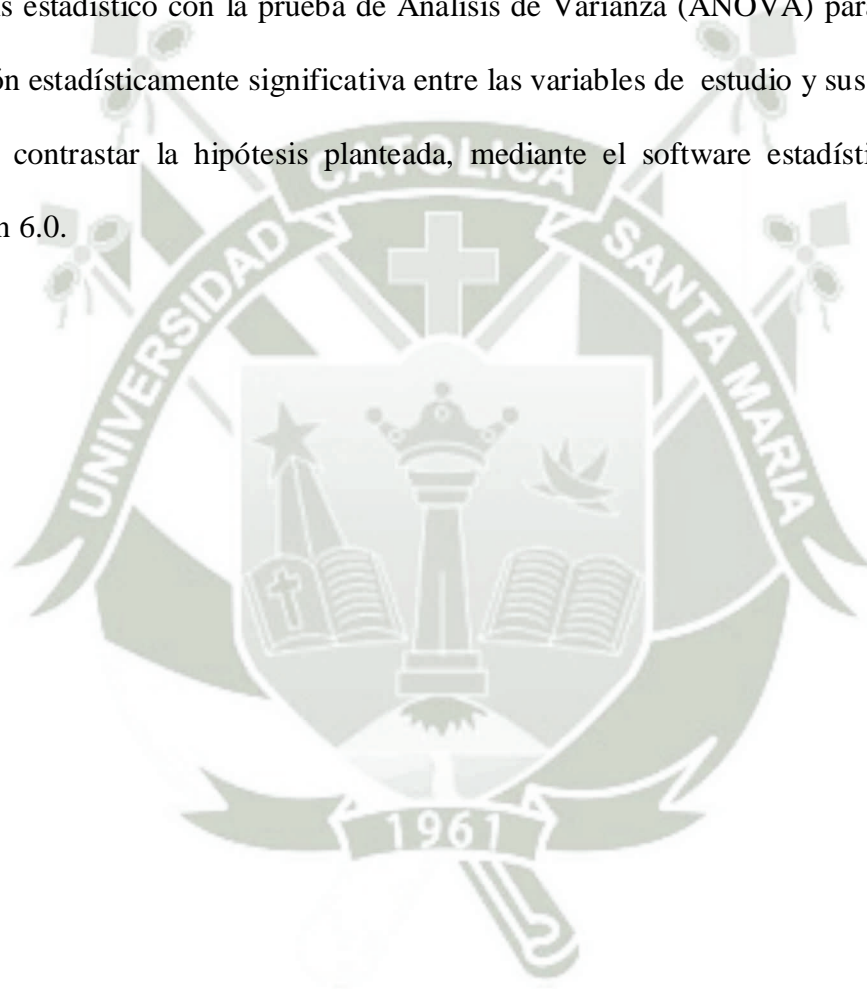 is estadístico con la prueba de Análisis de Varianza (ANOVA) para
ón estadísticamente significativa entre las variables de estudio y sus
contrastar la hipótesis planteada, mediante el software estadísti
n 6.0.
UNIVERSIDAD CATOLICA SANTA MARIA
1961